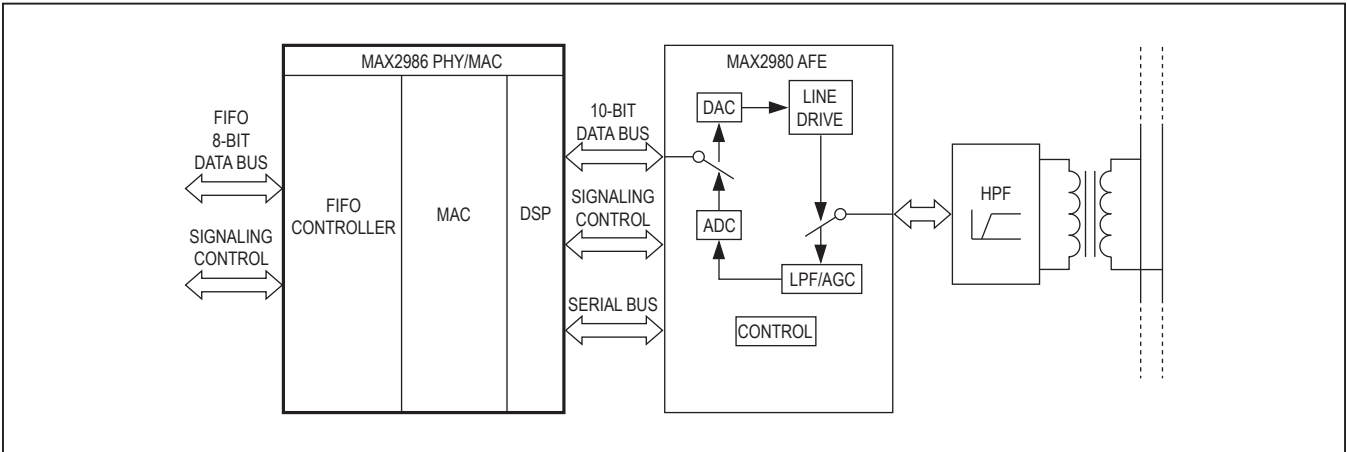 MAX2986 PHY/MAC
FIFO
8-BIT
DATA BUS
SIGNALING
CONTROL
FIFO
CONTROLLER
MAC
DSP
10-BIT
DATA BUS
SIGNALING
CONTROL
SERIAL BUS
MAX2980 AFE
DAC
LINE
DRIVE
ADC
LPF/AGC
CONTROL
HPF